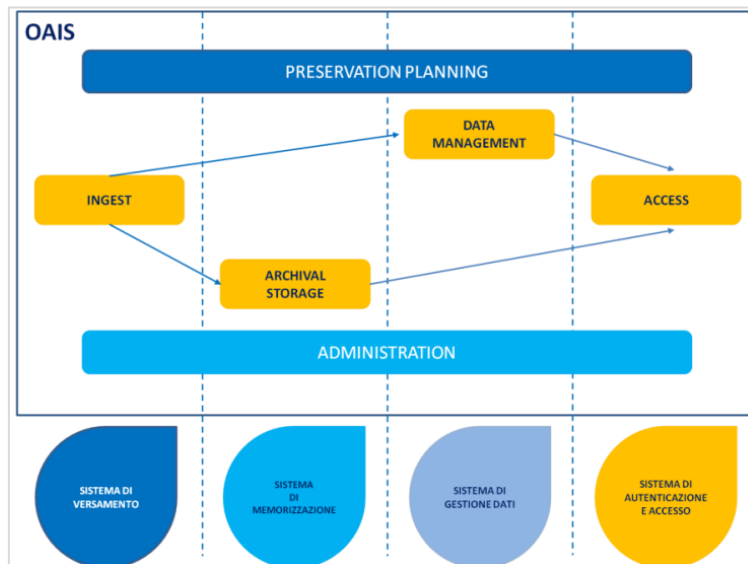 OAIS
PRESERVATION PLANNING
DATA
MANAGEMENT
INGEST
ACCESS
ARCHIVAL
STORAGE
ADMINISTRATION
SISTEMA DI
VERSAMENTO
SISTEMA
DI
MEMORIZZAZIONE
SISTEMA DI
GESTIONE DATI
SISTEMA DI
AUTENTICAZIONE
E ACCESSO